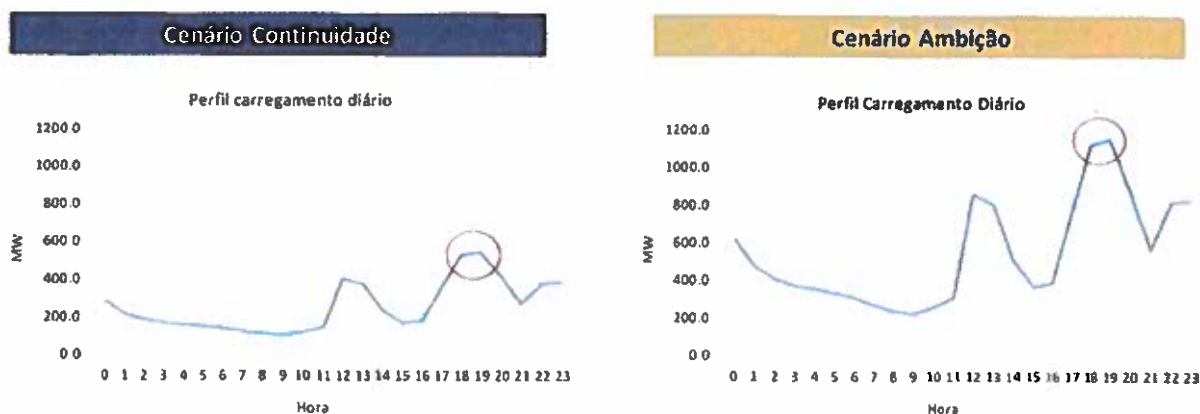 Cenário Continuidade
Perfil carregamento diário
1200.0
1000.0
800.0
600.0
400.0
200.0
0 0
MW
0 1 2 3 4 5 6 7 8 9 10 11 12 13 14 15 16 17 18 19 20 21 22 23
Hora
Cenário Ambição
Perfil Carregamento Diário
1200.0
1000.0
800.0
600.0
400.0
200.0
0 0
MW
0 1 2 3 4 5 6 7 8 9 10 11 12 13 14 15 16 17 18 19 20 21 22 23
Hora